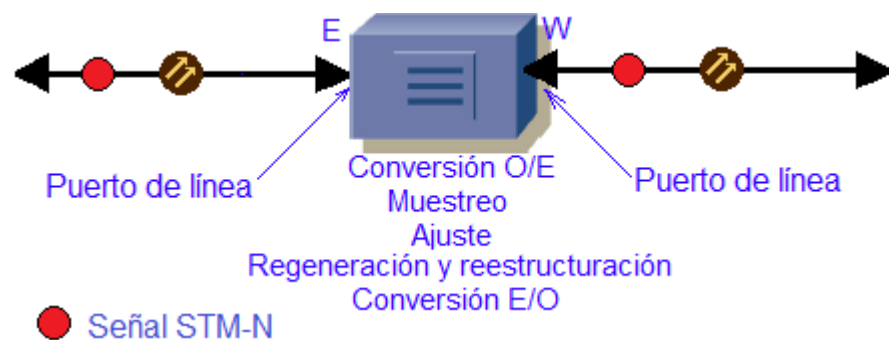 E
W
Puerto de línea
Puerto de línea
Conversión O/E
Muestreo
Ajuste
Regeneración y reestructuración
Conversión E/O
Señal STM-N